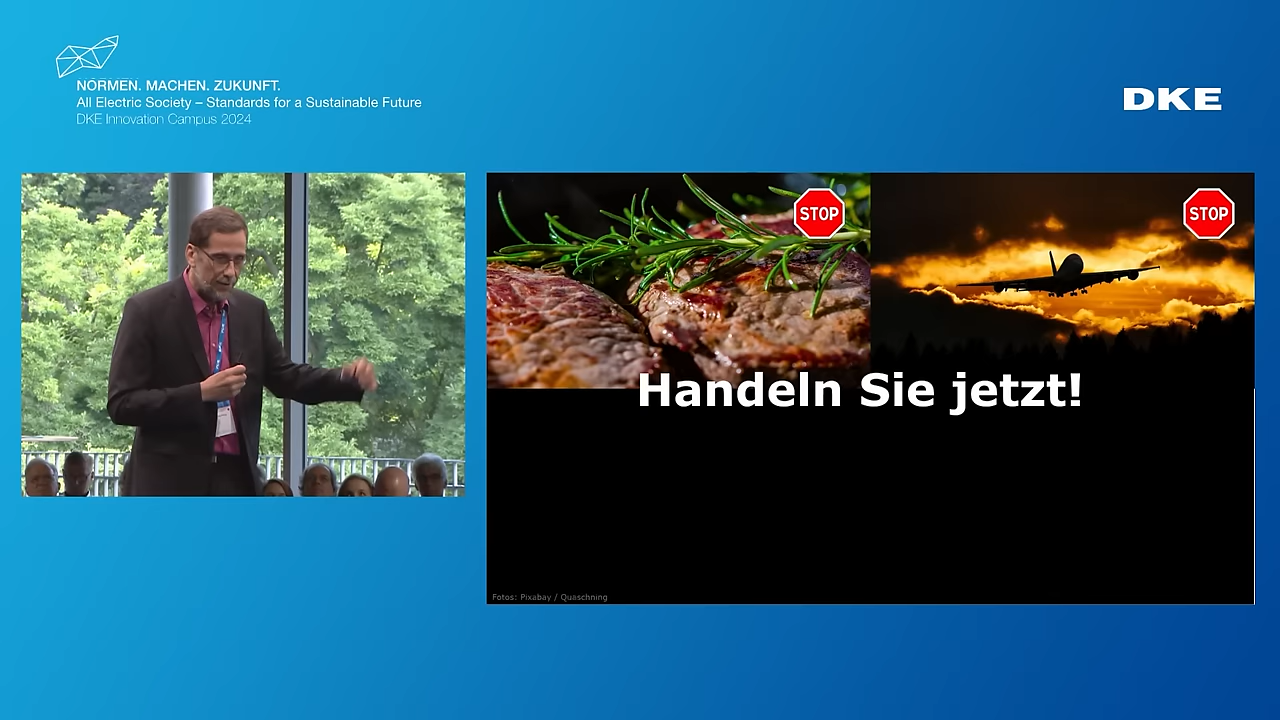 NORMEN. MACHEN. ZUKUNFT.
All Electric Society – Standards for a Sustainable Future
DKE Innovation Campus 2024
DKE
STOP
STOP
Handeln Sie jetzt!
Fotos: Pixabay / Quaschning